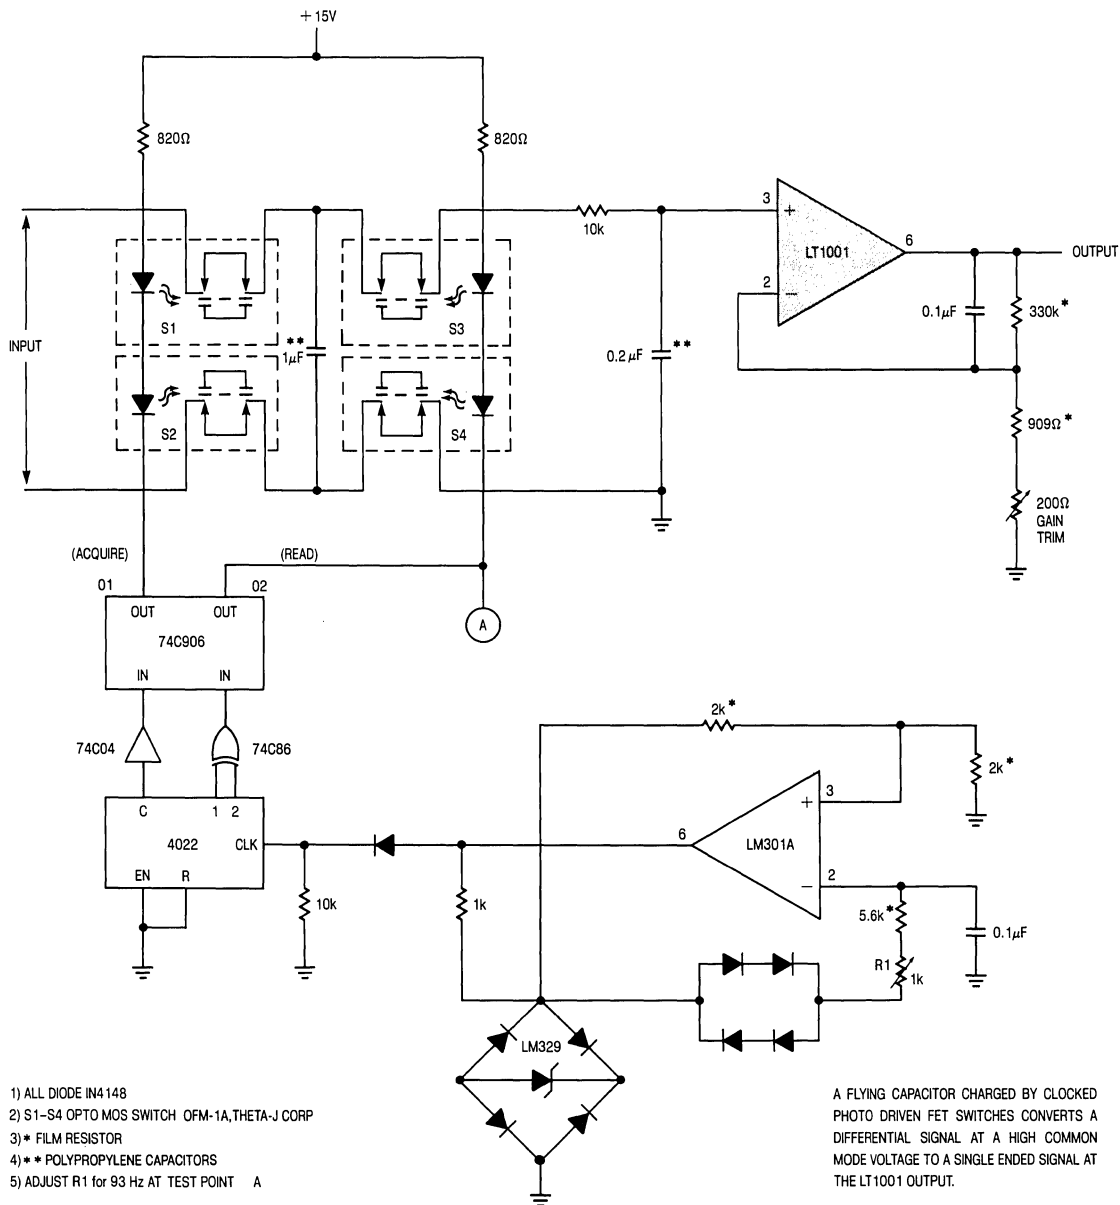 +15V
820Ω
820Ω
10k
3
+
LT1001
6
OUTPUT
2
−
0.1μF
330k*
INPUT
S1
S2
**
1μF
S3
S4
0.2μF **
909Ω*
200Ω
GAIN
TRIM
(ACQUIRE)
(READ)
01
02
OUT
OUT
74C906
IN
IN
A
74C04
74C86
C
1
2
4022
CLK
EN
R
10k
1k
6
LM301A
+
3
−
2
2k*
2k*
5.6k*
R1
1k
0.1μF
LM329
1) ALL DIODE IN4148
2) S1–S4 OPTO MOS SWITCH OFM-1A,THETA-J CORP
3)* FILM RESISTOR
4)** POLYPROPYLENE CAPACITORS
5) ADJUST R1 for 93 Hz AT TEST POINT A
A FLYING CAPACITOR CHARGED BY CLOCKED
PHOTO DRIVEN FET SWITCHES CONVERTS A
DIFFERENTIAL SIGNAL AT A HIGH COMMON
MODE VOLTAGE TO A SINGLE ENDED SIGNAL AT
THE LT1001 OUTPUT.